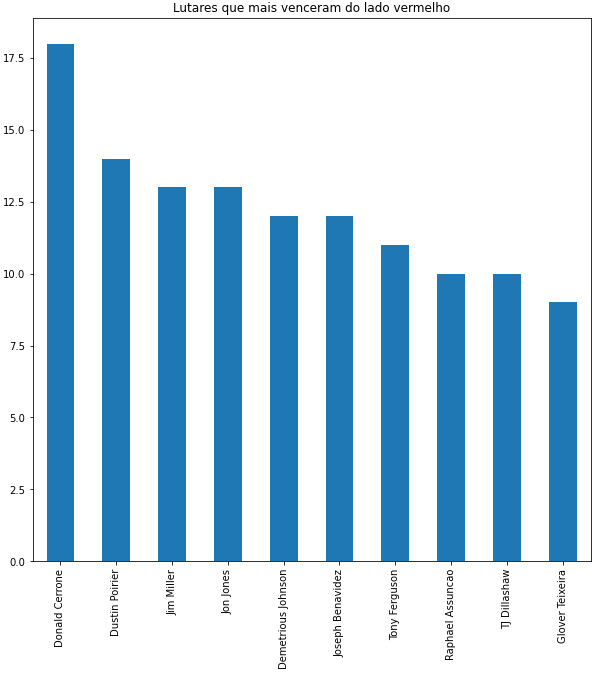 Lutares que mais venceram do lado vermelho
17.5
15.0
12.5
10.0
7.5
5.0
2.5
0.0
Donald Cerrone
Dustin Poirier
Jim Miller
Jon Jones
Demetrious Johnson
Joseph Benavidez
Tony Ferguson
Raphael Assuncao
TJ Dillashaw
Glover Teixeira